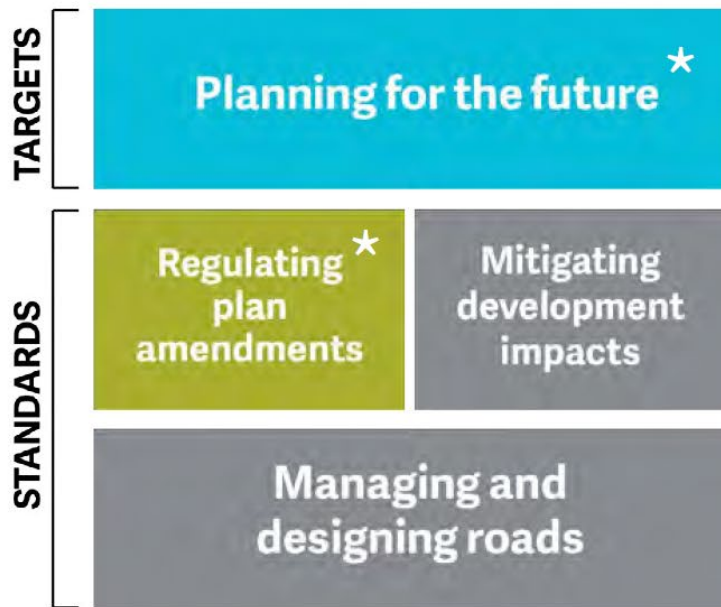 TARGETS
Planning for the future *
STANDARDS
Regulating *
plan
amendments
Mitigating
development
impacts
Managing and
designing roads